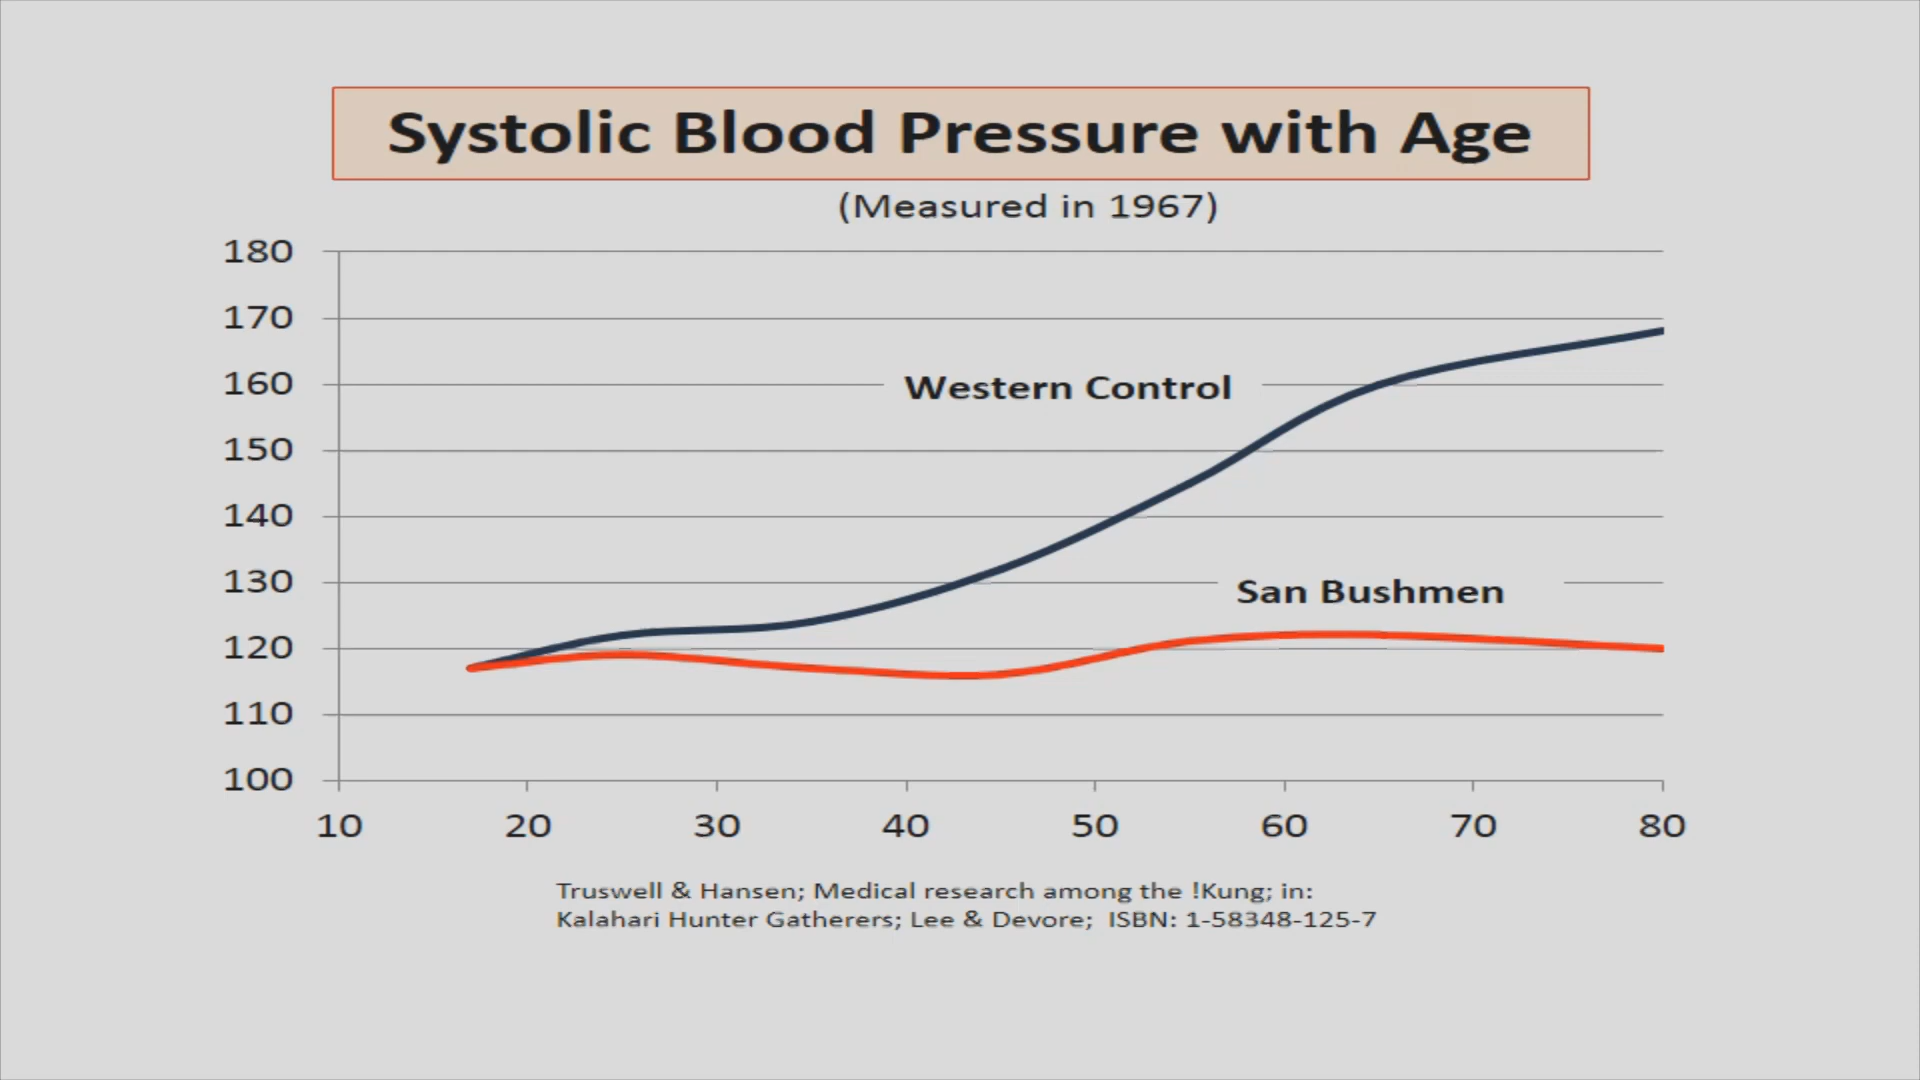 Systolic Blood Pressure with Age
(Measured in 1967)
180
170
160
Western Control
150
140
130
San Bushmen
120
110
100
10 20 30 40 50 60 70 80
Truswell & Hansen; Medical research among the !Kung; in:
Kalahari Hunter Gatherers; Lee & Devore; ISBN: 1-58348-125-7